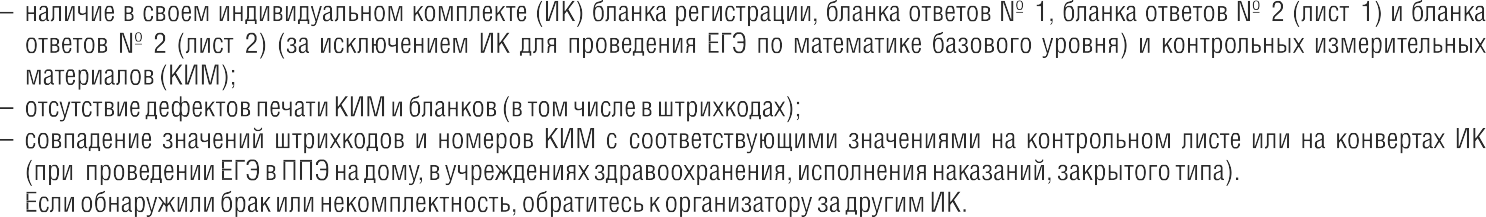 – наличие в своем индивидуальном комплекте (ИК) бланка регистрации, бланка ответов № 1, бланка ответов № 2 (лист 1) и бланка
ответов № 2 (лист 2) (за исключением ИК для проведения ЕГЭ по математике базового уровня) и контрольных измерительных
материалов (КИМ);
– отсутствие дефектов печати КИМ и бланков (в том числе в штрихкодах);
– совпадение значений штрихкодов и номеров КИМ с соответствующими значениями на контрольном листе или на конвертах ИК
(при проведении ЕГЭ в ППЭ на дому, в учреждениях здравоохранения, исполнения наказаний, закрытого типа).
Если обнаружили брак или некомплектность, обратитесь к организатору за другим ИК.